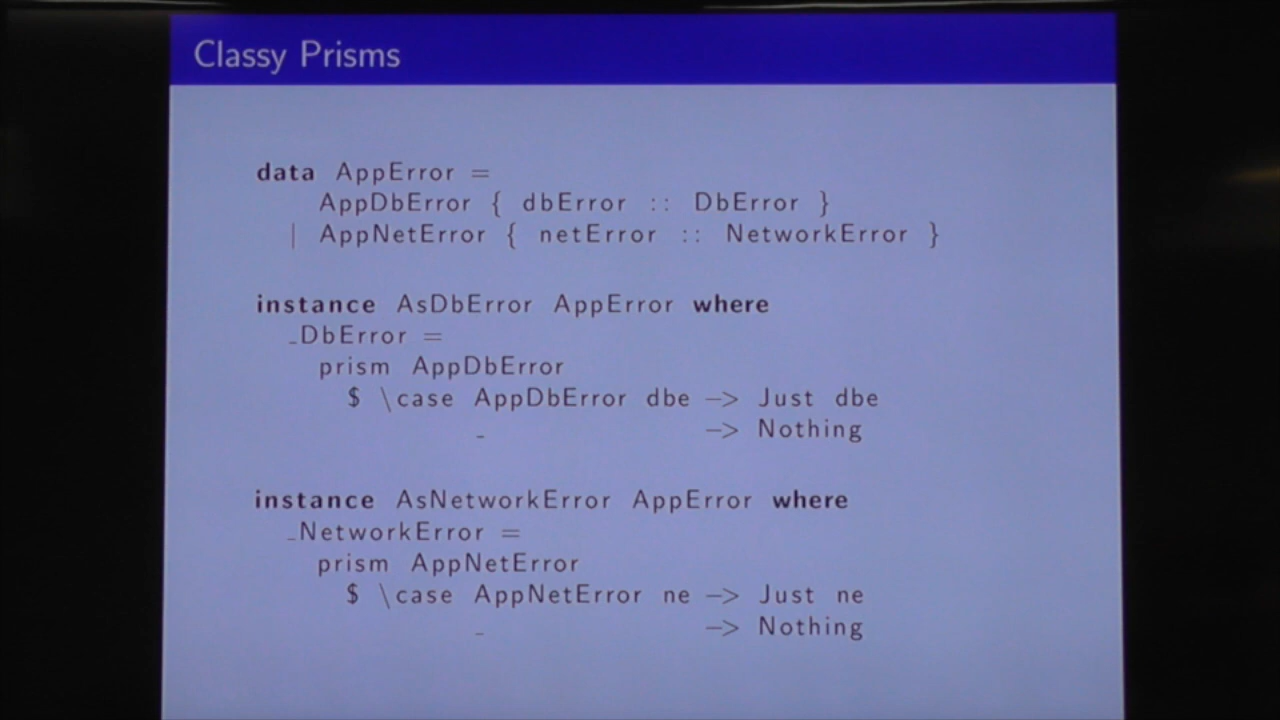 Classy Prisms
data AppError =
AppDbError { dbError :: DbError }
| AppNetError { netError :: NetworkError }
instance AsDbError AppError where
_DbError =
prism AppDbError
$ \case AppDbError dbe -> Just dbe
_ -> Nothing
instance AsNetworkError AppError where
_NetworkError =
prism AppNetError
$ \case AppNetError ne -> Just ne
_ -> Nothing